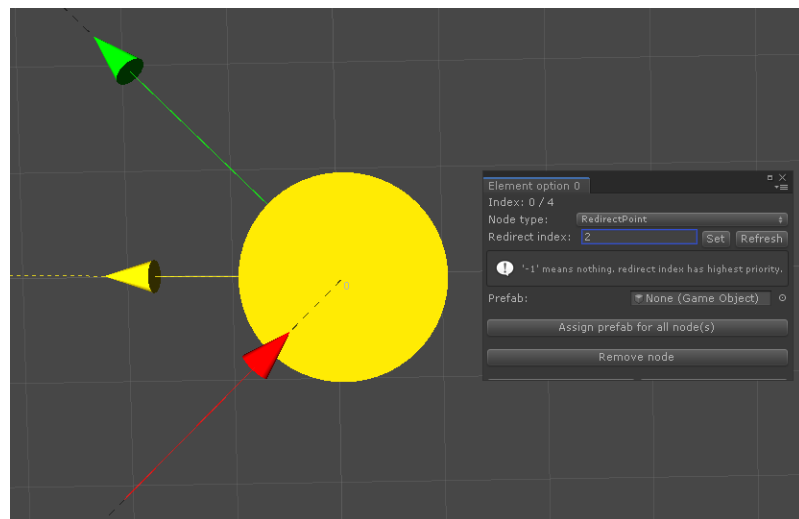 0
Element option 0
Index: 0 / 4
Node type: RedirectPoint
Redirect index: 2 Set Refresh
'-1' means nothing, redirect index has highest priority.
Prefab: None (Game Object)
Assign prefab for all node(s)
Remove node